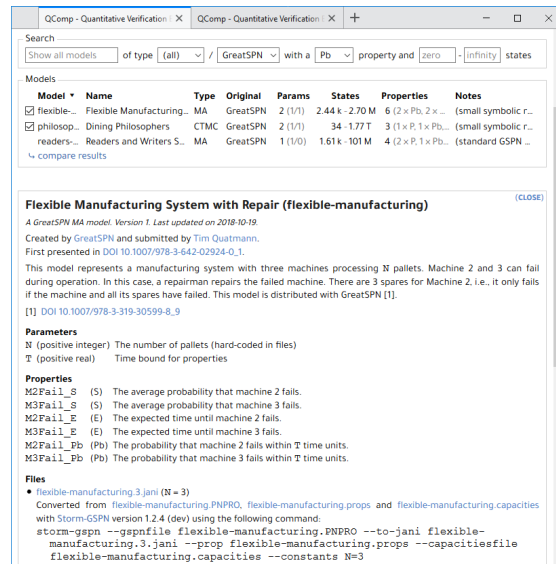 QComp - Quantitative Verification QComp - Quantitative Verification
Search
Show all models of type (all) / GreatSPN with a Pb property and zero - infinity states
Models
Model Name Type Original Params States Properties Notes
flexible-... Flexible Manufacturing... MA GreatSPN 2 (1/1) 2.44 k - 2.70 M 6 (2 × Pb, 2 × ... (small symbolic r...
philosop... Dining Philosophers CTMC GreatSPN 2 (1/1) 34 - 1.77 T 3 (1 × P, 1 × Pb,... (small symbolic r...
readers-... Readers and Writers S... MA GreatSPN 1 (1/0) 1.61 k - 101 M 4 (2 × P, 1 × Pb... (standard GSPN ...
↳ compare results
(CLOSE)
Flexible Manufacturing System with Repair (flexible-manufacturing)
A GreatSPN MA model. Version 1. Last updated on 2018-10-19.
Created by GreatSPN and submitted by Tim Quatmann.
First presented in DOI 10.1007/978-3-642-02924-0_1.
This model represents a manufacturing system with three machines processing N pallets. Machine 2 and 3 can fail
during operation. In this case, a repairman repairs the failed machine. There are 3 spares for Machine 2, i.e., it only fails
if the machine and all its spares have failed. This model is distributed with GreatSPN [1].
[1] DOI 10.1007/978-3-319-30599-8_9
Parameters
N (positive integer) The number of pallets (hard-coded in files)
T (positive real) Time bound for properties
Properties
M2Fail_S (S) The average probability that machine 2 fails.
M3Fail_S (S) The average probability that machine 3 fails.
M2Fail_E (E) The expected time until machine 2 fails.
M3Fail_E (E) The expected time until machine 3 fails.
M2Fail_Pb (Pb) The probability that machine 2 fails within T time units.
M3Fail_Pb (Pb) The probability that machine 3 fails within T time units.
Files
• flexible-manufacturing.3.jani (N = 3)
Converted from flexible-manufacturing.PNPRO, flexible-manufacturing.props and flexible-manufacturing.capacities
with Storm-GSPN version 1.2.4 (dev) using the following command:
storm-gspn --gspnfile flexible-manufacturing.PNPRO --to-jani flexible-
manufacturing.3.jani --prop flexible-manufacturing.props --capacitiesfile
flexible-manufacturing.capacities --constants N=3